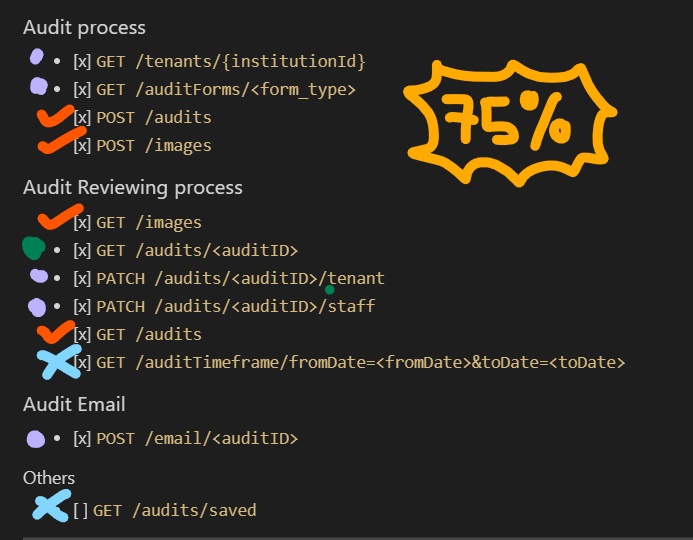 Audit process
• [x] GET /tenants/{institutionId}
• [x] GET /auditForms/<form_type>
[x] POST /audits
[x] POST /images
75%
Audit Reviewing process
[x] GET /images
• [x] GET /audits/<auditID>
• [x] PATCH /audits/<auditID>/tenant
• [x] PATCH /audits/<auditID>/staff
[x] GET /audits
[x] GET /auditTimeframe/fromDate=<fromDate>&toDate=<toDate>
Audit Email
• [x] POST /email/<auditID>
Others
[ ] GET /audits/saved